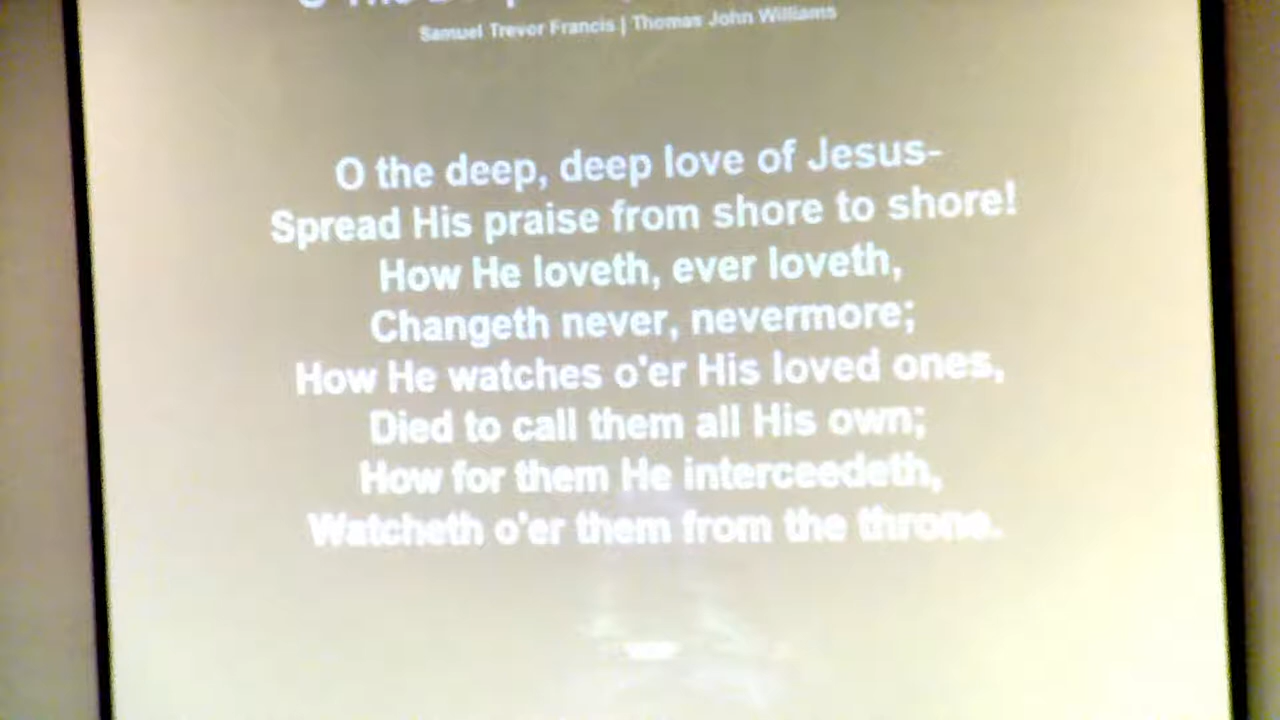 O The Deep
Samuel Trevor Francis | Thomas John Williams
O the deep, deep love of Jesus-
Spread His praise from shore to shore!
How He loveth, ever loveth,
Changeth never, nevermore;
How He watches o'er His loved ones,
Died to call them all His own;
How for them He interceedeth,
Watcheth o'er them from the throne.